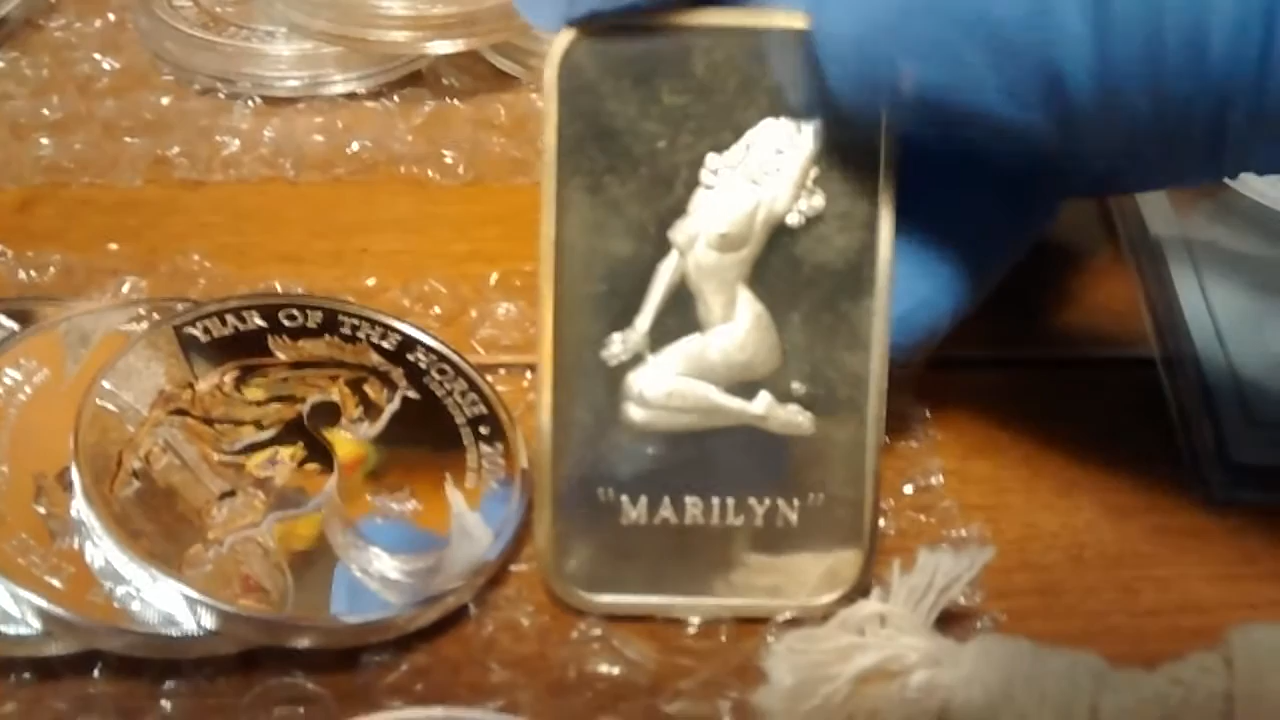 YEAR OF THE HORSE •
"MARILYN"